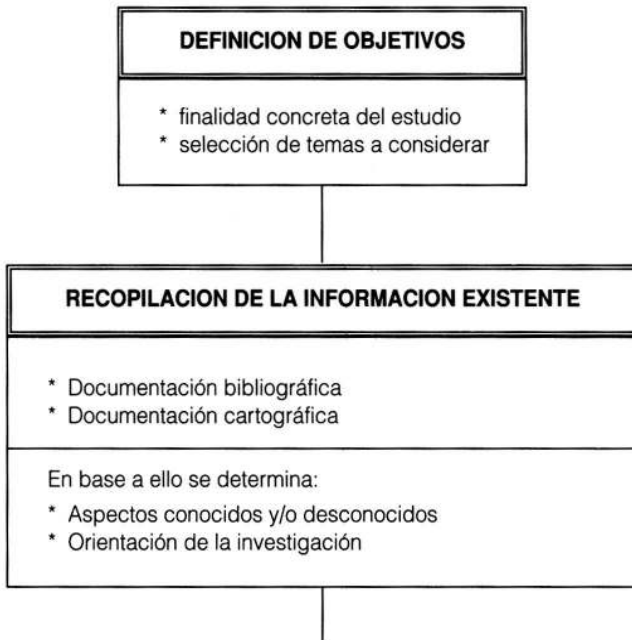 DEFINICION DE OBJETIVOS
* finalidad concreta del estudio
* selección de temas a considerar
RECOPILACION DE LA INFORMACION EXISTENTE
* Documentación bibliográfica
* Documentación cartográfica
En base a ello se determina:
* Aspectos conocidos y/o desconocidos
* Orientación de la investigación